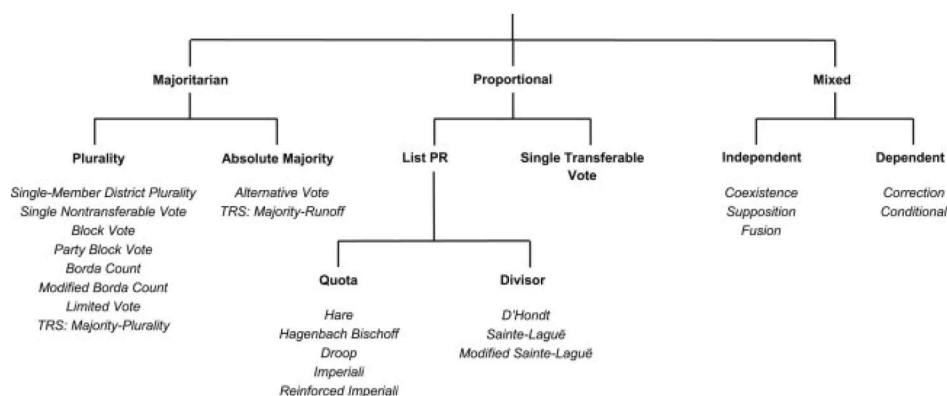 Majoritarian
Proportional
Mixed
Plurality
Absolute Majority
List PR
Single Transferable
Vote
Independent
Dependent
Single-Member District Plurality
Single Nontransferable Vote
Block Vote
Party Block Vote
Borda Count
Modified Borda Count
Limited Vote
TRS: Majority-Plurality
Alternative Vote
TRS: Majority-Runoff
Coexistence
Supposition
Fusion
Correction
Conditional
Quota
Divisor
Hare
Hagenbach Bischoff
Droop
Imperiali
Reinforced Imperiali
D'Hondt
Sainte-Laguë
Modified Sainte-Laguë